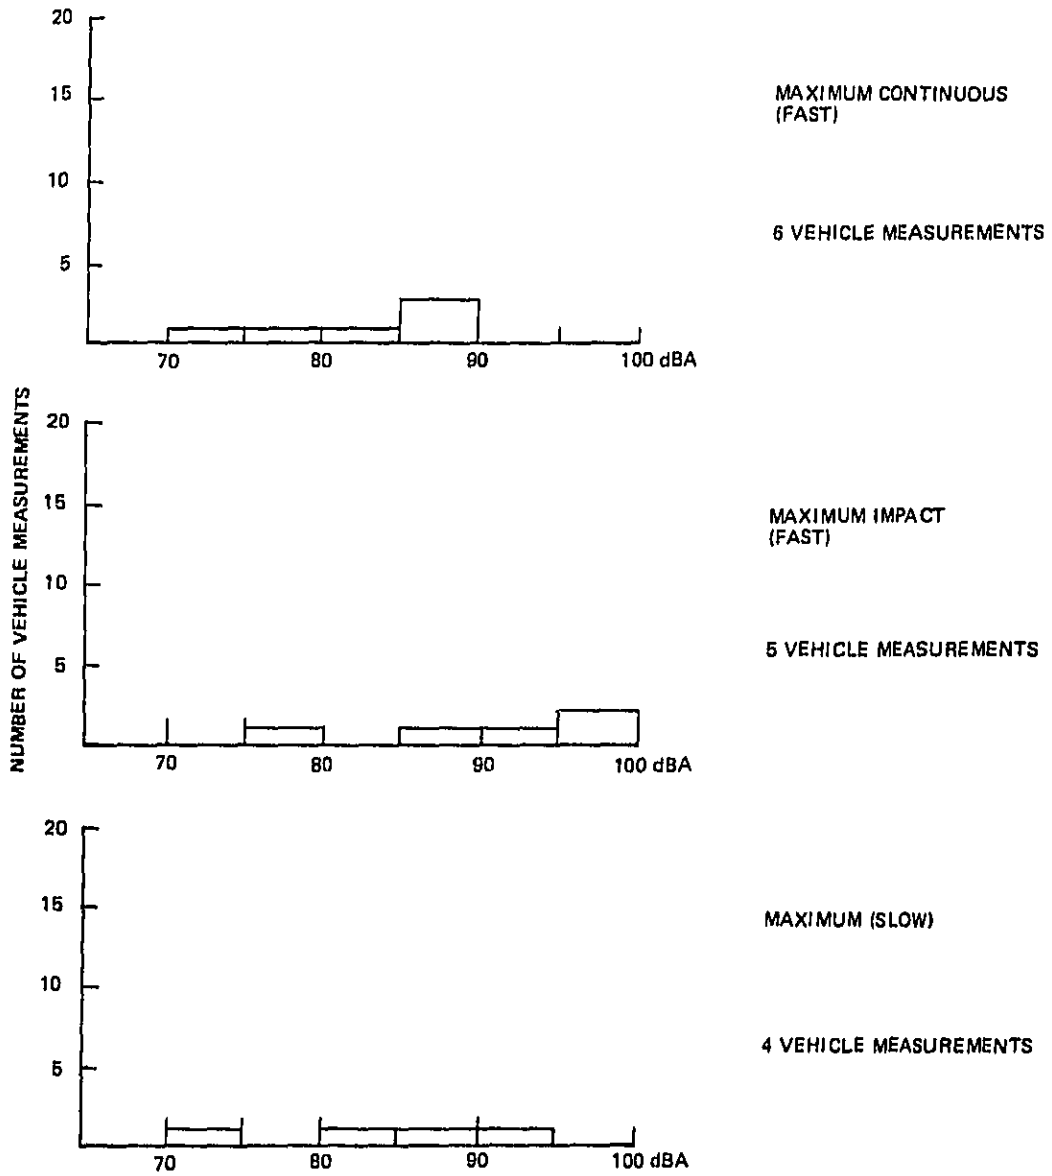 20
15
10
5
70 80 90 100 dBA
MAXIMUM CONTINUOUS
(FAST)
6 VEHICLE MEASUREMENTS
NUMBER OF VEHICLE MEASUREMENTS
20
15
10
5
70 80 90 100 dBA
MAXIMUM IMPACT
(FAST)
5 VEHICLE MEASUREMENTS
20
15
10
5
70 80 90 100 dBA
MAXIMUM (SLOW)
4 VEHICLE MEASUREMENTS